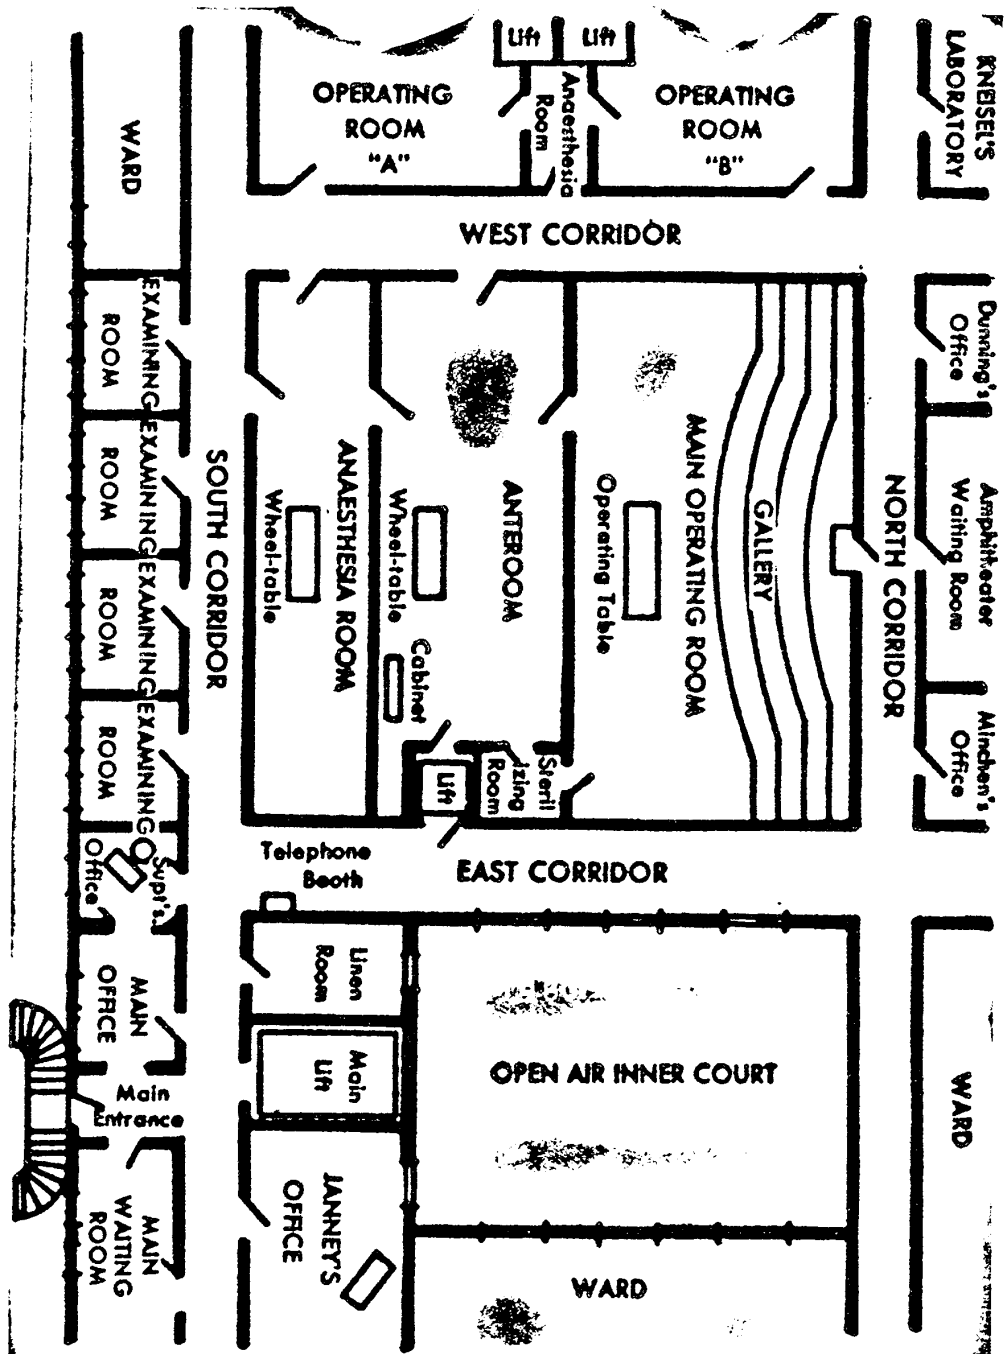 Lift
Lift
OPERATING
ROOM
"A"
Anaesthesia
Room
OPERATING
ROOM
"B"
KNEISEL'S
LABORATORY
WARD
WEST CORRIDOR
EXAMINING
ROOM
EXAMINING
ROOM
EXAMINING
ROOM
EXAMINING
ROOM
SOUTH CORRIDOR
Wheel-table
ANAESTHESIA ROOM
Wheel-table
Cabinet
ANTEROOM
Operating Table
MAIN OPERATING ROOM
GALLERY
NORTH CORRIDOR
Dunning's
Office
Amphitheater
Waiting Room
Minchen's
Office
Lift
Steril
izing
Room
Supt's.
Office
Telephone
Booth
EAST CORRIDOR
MAIN
OFFICE
Linen
Room
Main
Lift
OPEN AIR INNER COURT
WARD
Main
Entrance
MAIN
WAITING
ROOM
JANNEY'S
OFFICE
WARD